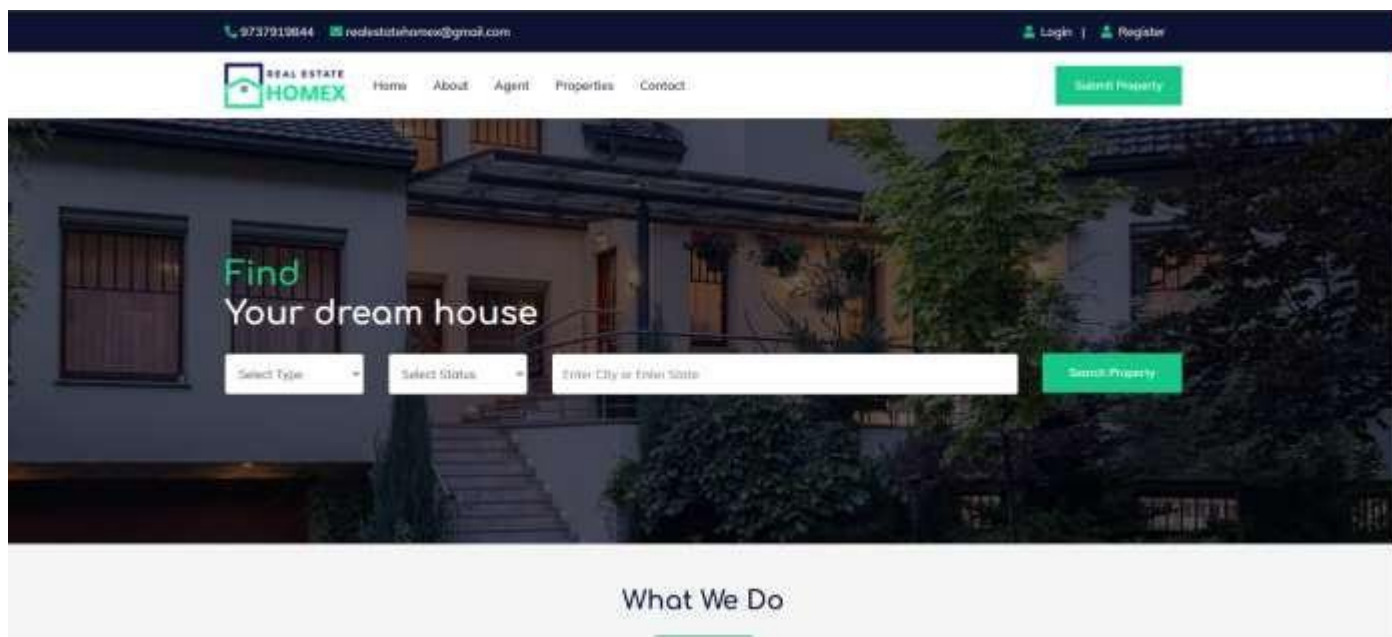 9737919844 realestatehomex@gmail.com Login | Register
REAL ESTATE
HOMEX
Home About Agent Properties Contact
Submit Property
Find
Your dream house
Select Type Select Status Enter City or Enter State Search Property
What We Do